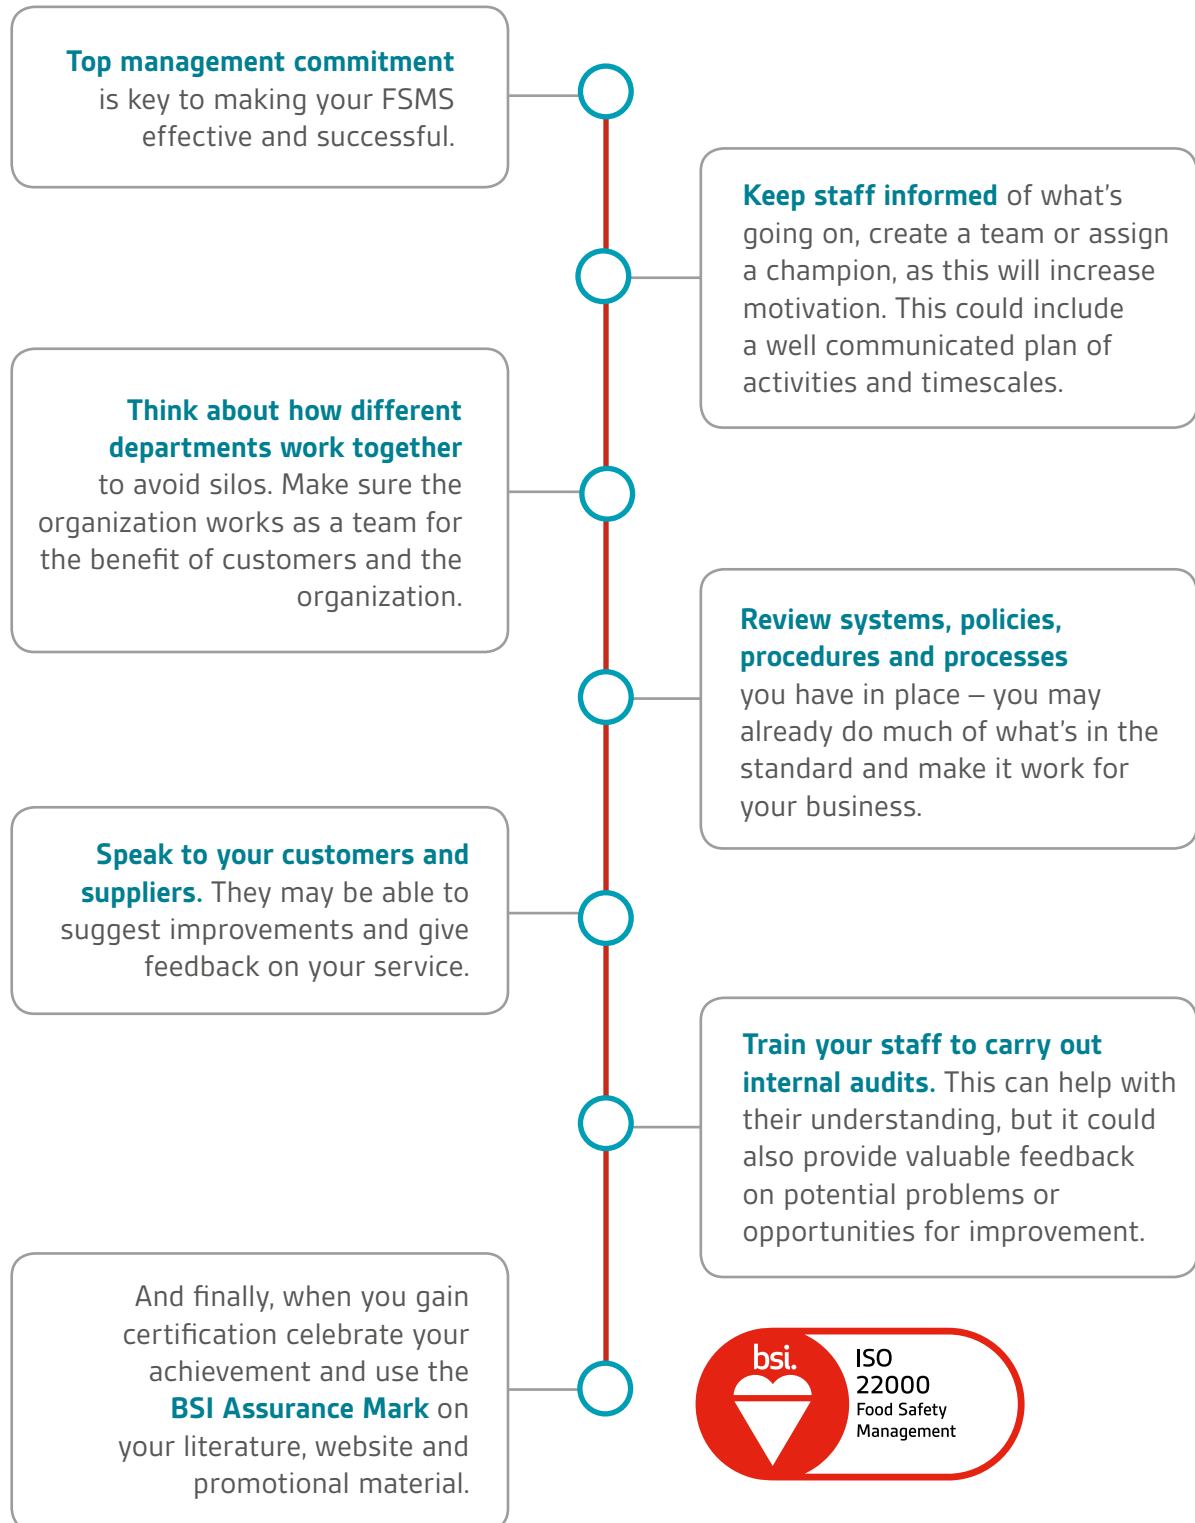 Top management commitment
is key to making your FSMS
effective and successful.
Keep staff informed of what's
going on, create a team or assign
a champion, as this will increase
motivation. This could include
a well communicated plan of
activities and timescales.
Think about how different
departments work together
to avoid silos. Make sure the
organization works as a team for
the benefit of customers and the
organization.
Review systems, policies,
procedures and processes
you have in place – you may
already do much of what's in the
standard and make it work for
your business.
Speak to your customers and
suppliers. They may be able to
suggest improvements and give
feedback on your service.
Train your staff to carry out
internal audits. This can help with
their understanding, but it could
also provide valuable feedback
on potential problems or
opportunities for improvement.
And finally, when you gain
certification celebrate your
achievement and use the
BSI Assurance Mark on
your literature, website and
promotional material.
bsi.
ISO
22000
Food Safety
Management